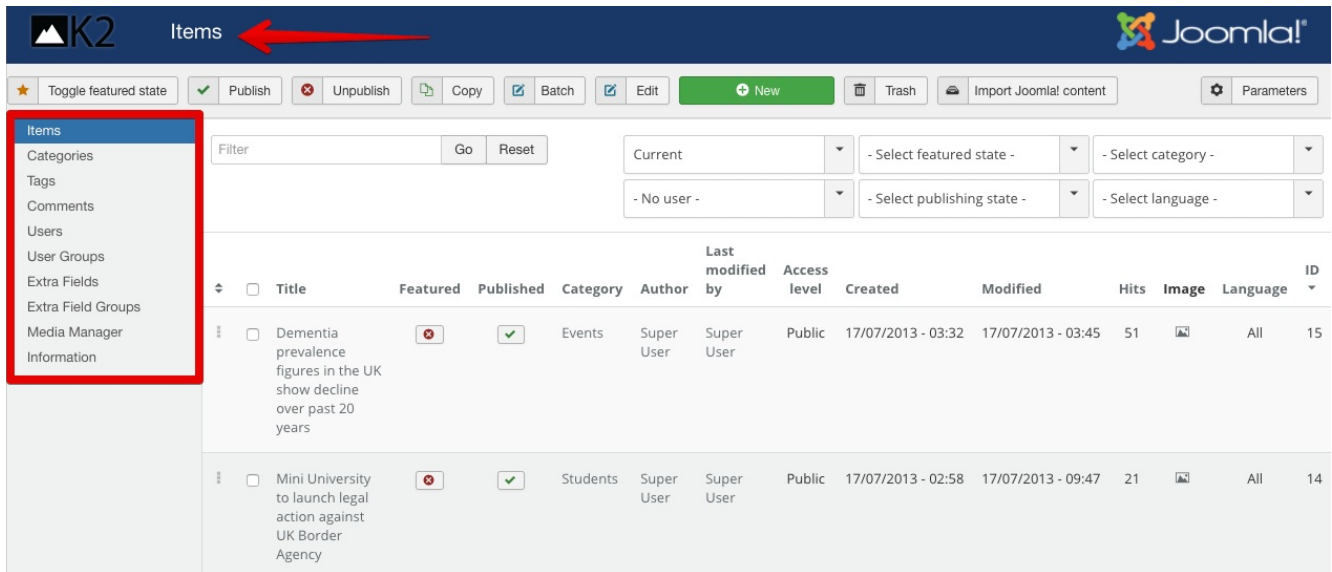 K2 Items Joomla!
Toggle featured state Publish Unpublish Copy Batch Edit New Trash Import Joomla! content Parameters
Items
Categories
Tags
Comments
Users
User Groups
Extra Fields
Extra Field Groups
Media Manager
Information
Filter Go Reset Current - Select featured state - - Select category -
- No user - - Select publishing state - - Select language -
Last
modified Access ID
Title Featured Published Category Author by level Created Modified Hits Image Language
Dementia Events Super Super Public 17/07/2013 - 03:32 17/07/2013 - 03:45 51 All 15
prevalence User User
figures in the UK
show decline
over past 20
years
Mini University Students Super Super Public 17/07/2013 - 02:58 17/07/2013 - 09:47 21 All 14
to launch legal User User
action against
UK Border
Agency